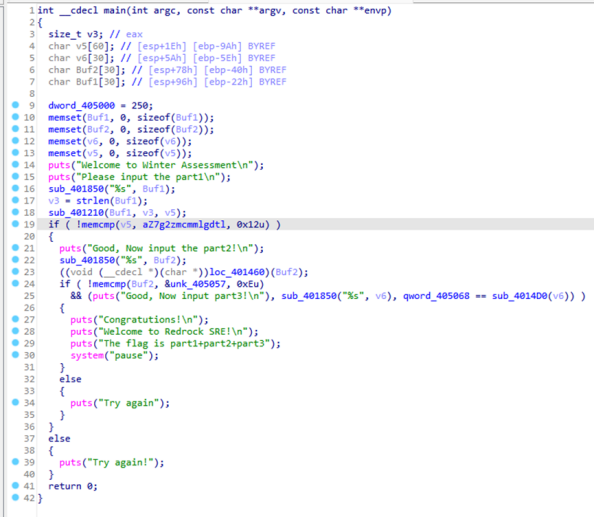 1 int __cdecl main(int argc, const char **argv, const char **envp)
2 {
3 size_t v3; // eax
4 char v5[60]; // [esp+1Eh] [ebp-9Ah] BYREF
5 char v6[30]; // [esp+5Ah] [ebp-5Eh] BYREF
6 char Buf2[30]; // [esp+78h] [ebp-40h] BYREF
7 char Buf1[30]; // [esp+96h] [ebp-22h] BYREF
8
9 dword_405000 = 250;
10 memset(Buf1, 0, sizeof(Buf1));
11 memset(Buf2, 0, sizeof(Buf2));
12 memset(v6, 0, sizeof(v6));
13 memset(v5, 0, sizeof(v5));
14 puts("Welcome to Winter Assessment\n");
15 puts("Please input the part1\n");
16 sub_401850("%s", Buf1);
17 v3 = strlen(Buf1);
18 sub_401210(Buf1, v3, v5);
19 if ( !memcmp(v5, aZ7g2zmcmmlgdtl, 0x12u) )
20 {
21 puts("Good, Now input the part2!\n");
22 sub_401850("%s", Buf2);
23 ((void (__cdecl *)(char *))loc_401460)(Buf2);
24 if ( !memcmp(Buf2, &unk_405057, 0xEu)
25 && (puts("Good, Now input part3!\n"), sub_401850("%s", v6), qword_405068 == sub_4014D0(v6)) )
26 {
27 puts("Congratutions!\n");
28 puts("Welcome to Redrock SRE!\n");
29 puts("The flag is part1+part2+part3");
30 system("pause");
31 }
32 else
33 {
34 puts("Try again");
35 }
36 }
37 else
38 {
39 puts("Try again!");
40 }
41 return 0;
42 }